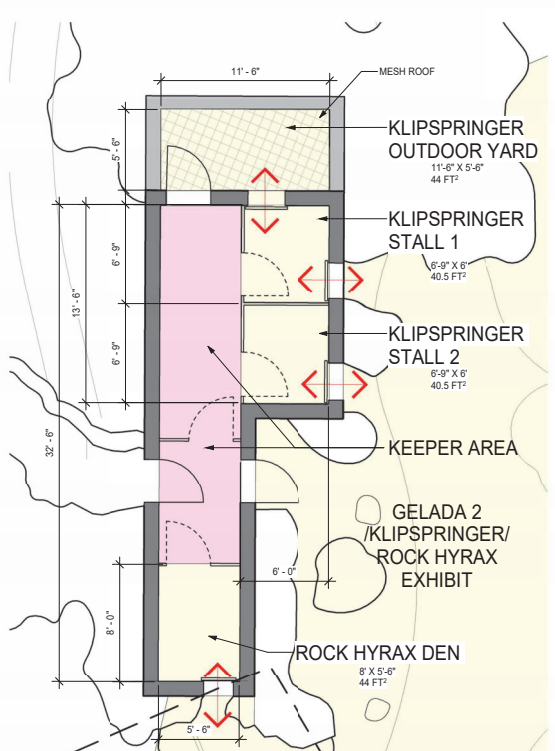 11' - 6"
MESH ROOF
5' - 6"
KLIPSPRINGER
OUTDOOR YARD
11'-6" X 5'-6"
44 FT²
6' - 9"
KLIPSPRINGER
STALL 1
6'-9" X 6'
40.5 FT²
13' - 6"
6' - 9"
KLIPSPRINGER
STALL 2
6'-9" X 6'
40.5 FT²
32' - 6"
KEEPER AREA
GELADA 2
/KLIPSPRINGER/
ROCK HYRAX
EXHIBIT
6' - 0"
8' - 0"
ROCK HYRAX DEN
8' X 5'-6"
44 FT²
5' - 6"